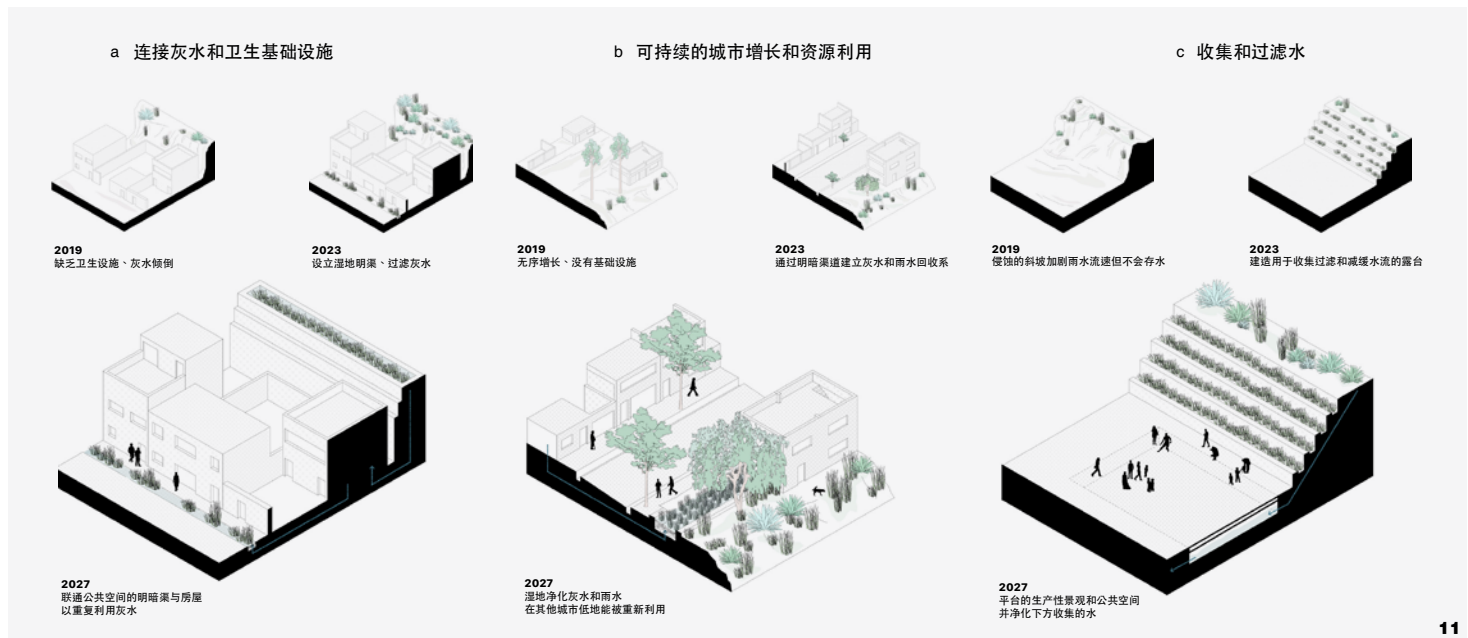 a 连接灰水和卫生基础设施
b 可持续的城市增长和资源利用
c 收集和过滤水
2019
缺乏卫生设施、灰水倾倒
2023
设立湿地明渠、过滤灰水
2019
无序增长、没有基础设施
2023
通过明暗渠道建立灰水和雨水回收系
2019
侵蚀的斜坡加剧雨水流速但不会存水
2023
建造用于收集过滤和减缓水流的露台
2027
联通公共空间的明暗渠与房屋
以重复利用灰水
2027
湿地净化灰水和雨水
在其他城市低地能被重新利用
2027
平台的生产性景观和公共空间
并净化下方收集的水
11